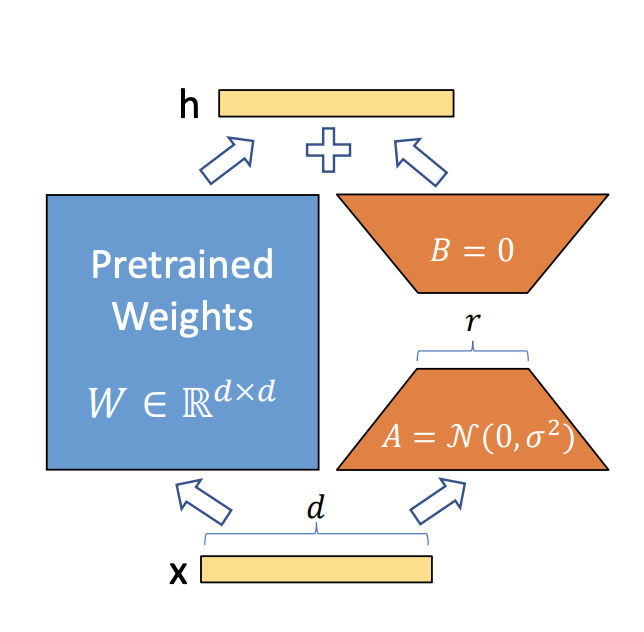 h
Pretrained
Weights
W ∈ ℝ^{d×d}
B = 0
r
A = 𝒩(0, σ²)
d
x